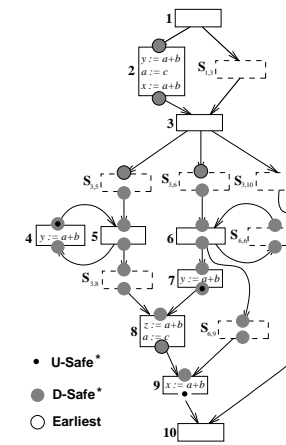 1
2
y := a+b
a := c
x := a+b
S1,3
3
S3,5
S3,6
S3,10
4
y := a+b
5
6
S6,6
S3,8
7
y := a+b
8
z := a+b
a := c
S6,9
9
x := a+b
10
U-Safe*
D-Safe*
Earliest